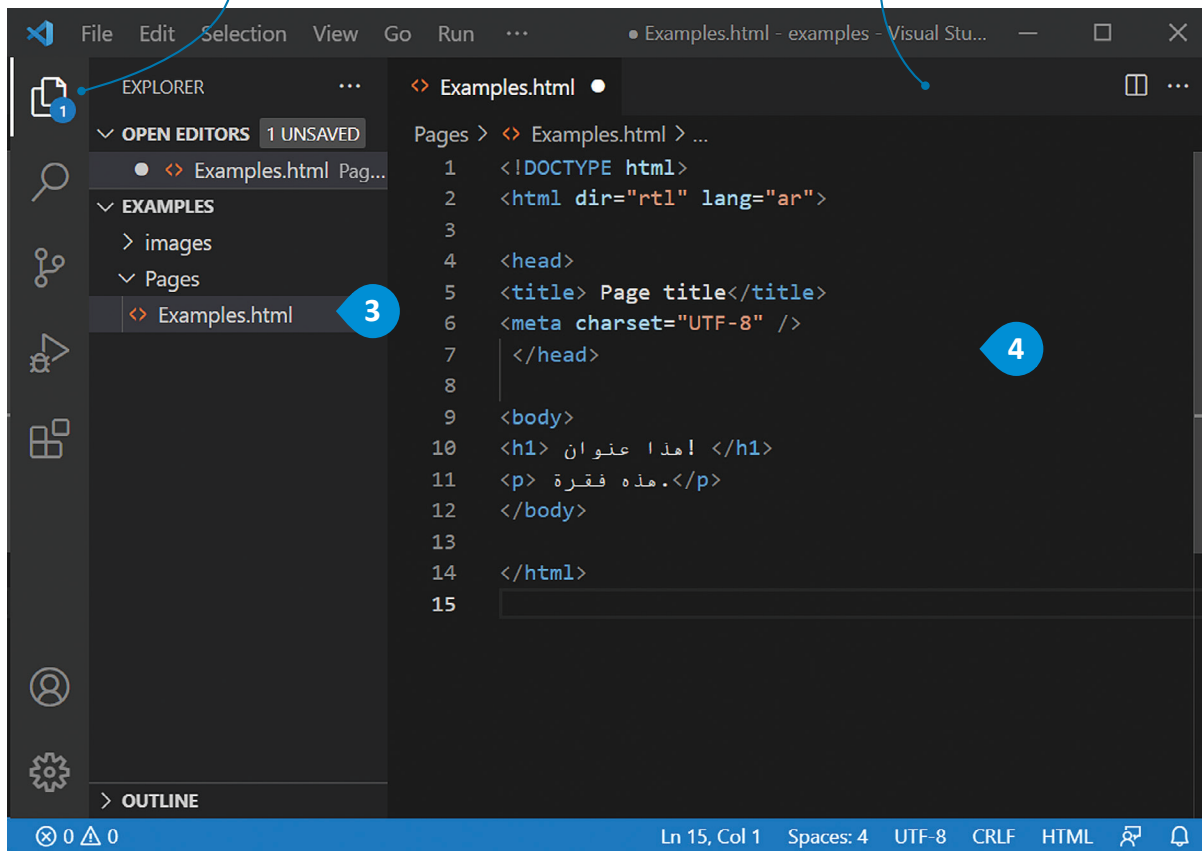 File Edit Selection View Go Run ··· ● Examples.html - examples - Visual Stu...
EXPLORER ···
1
OPEN EDITORS 1 UNSAVED
● <> Examples.html Pag...
EXAMPLES
> images
Pages
<> Examples.html
3
OUTLINE
<> Examples.html ●
···
Pages > <> Examples.html > ...
1 <!DOCTYPE html>
2 <html dir="rtl" lang="ar">
3
4 <head>
5 <title> Page title</title>
6 <meta charset="UTF-8" />
7 </head>
8
9 <body>
10 <h1> هذا عنوان! </h1>
11 <p> هذه فقرة.</p>
12 </body>
13
14 </html>
15
4
0 0 Ln 15, Col 1 Spaces: 4 UTF-8 CRLF HTML